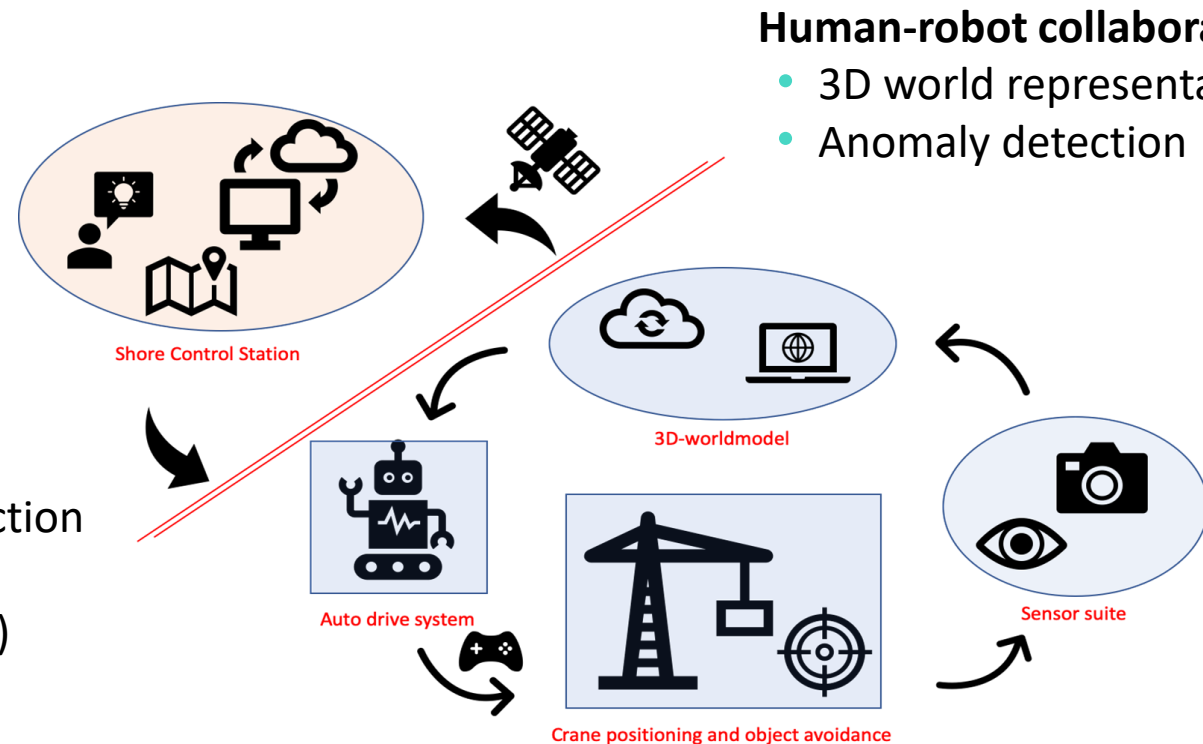 Human-robot collabora
• 3D world representa
• Anomaly detection
Shore Control Station
3D-worldmodel
ction
)
Auto drive system
Sensor suite
Crane positioning and object avoidance